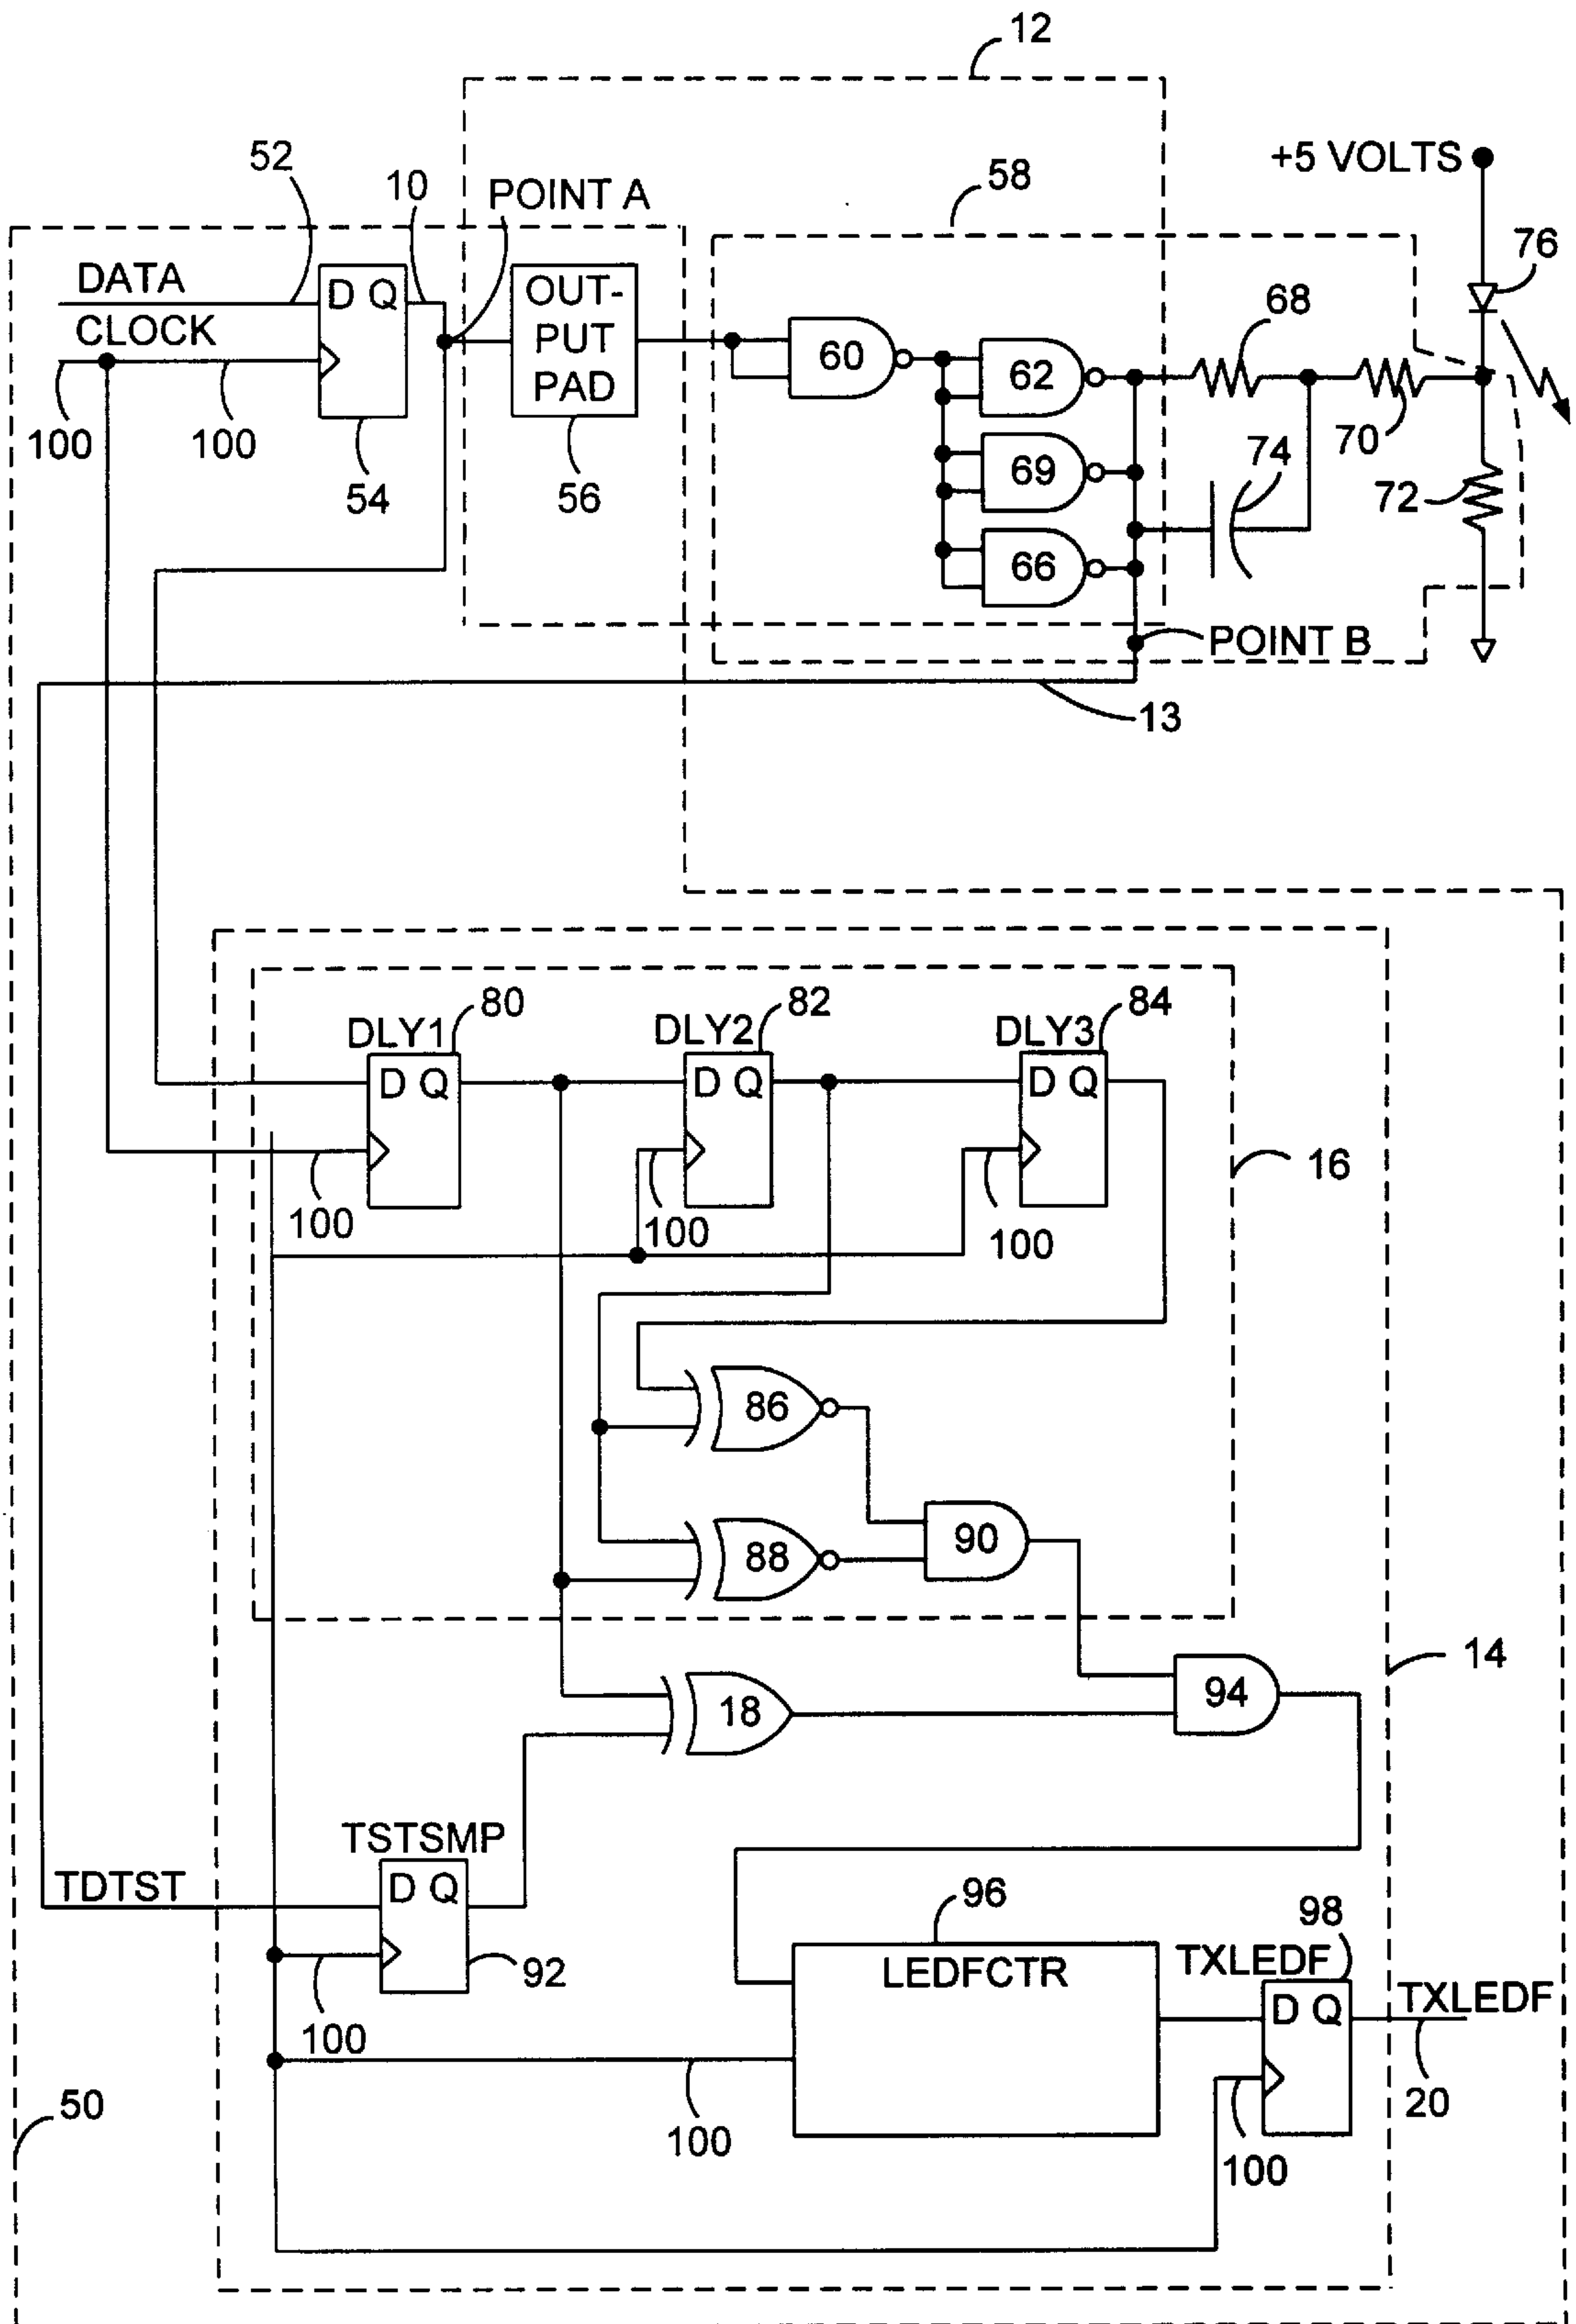 12
+5 VOLTS
52
10
POINT A
58
76
DATA
D Q
OUT-
PUT
PAD
CLOCK
60
62
68
100
100
54
56
69
74
70
72
66
POINT B
13
DLY1
80
DLY2
82
DLY3
84
D Q
D Q
D Q
100
100
100
16
86
88
90
14
18
94
TSTSMP
TDTST
D Q
92
100
96
LEDFCTR
98
TXLEDF
D Q
TXLEDF
100
100
20
50